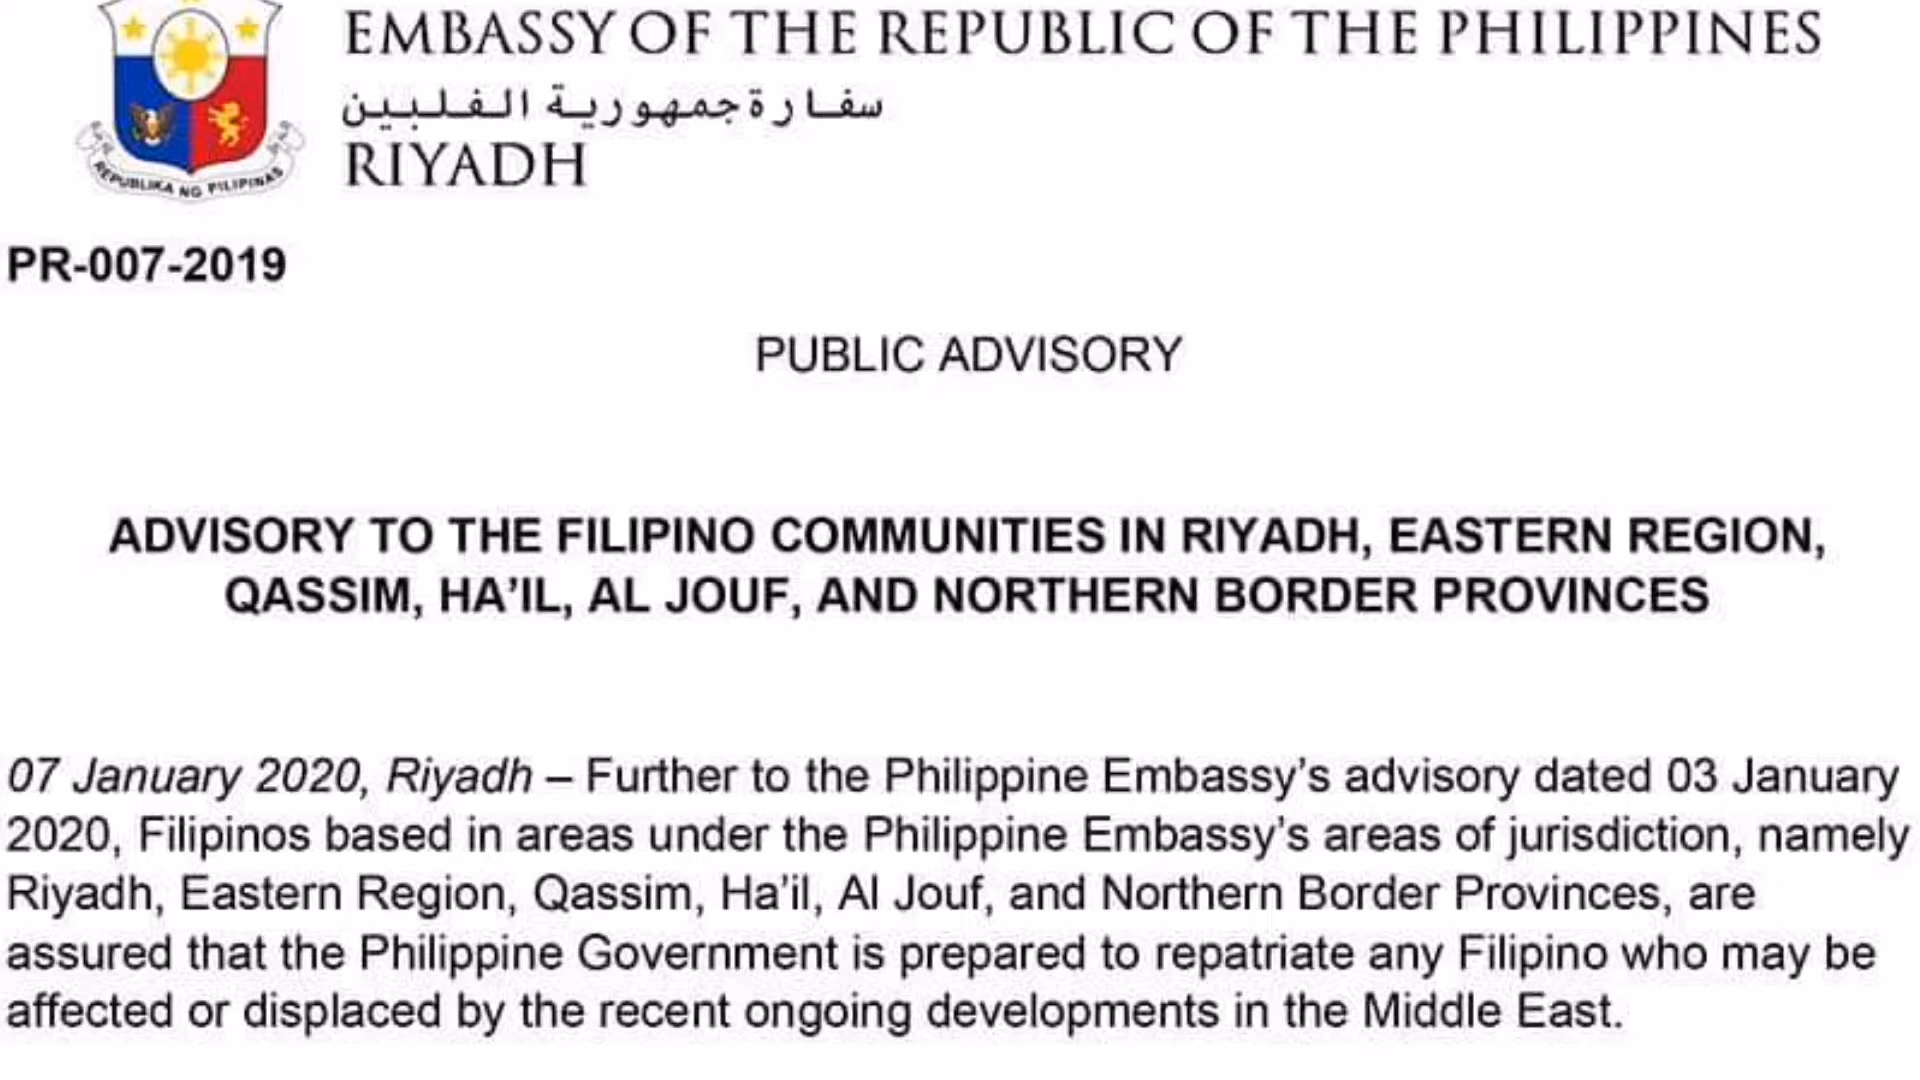 EMBASSY OF THE REPUBLIC OF THE PHILIPPINES
سفارة جمهورية الفلبين
RIYADH
REPUBLIKA NG PILIPINAS
PR-007-2019
PUBLIC ADVISORY
ADVISORY TO THE FILIPINO COMMUNITIES IN RIYADH, EASTERN REGION,
QASSIM, HA’IL, AL JOUF, AND NORTHERN BORDER PROVINCES
07 January 2020, Riyadh – Further to the Philippine Embassy’s advisory dated 03 January
2020, Filipinos based in areas under the Philippine Embassy’s areas of jurisdiction, namely
Riyadh, Eastern Region, Qassim, Ha’il, Al Jouf, and Northern Border Provinces, are
assured that the Philippine Government is prepared to repatriate any Filipino who may be
affected or displaced by the recent ongoing developments in the Middle East.